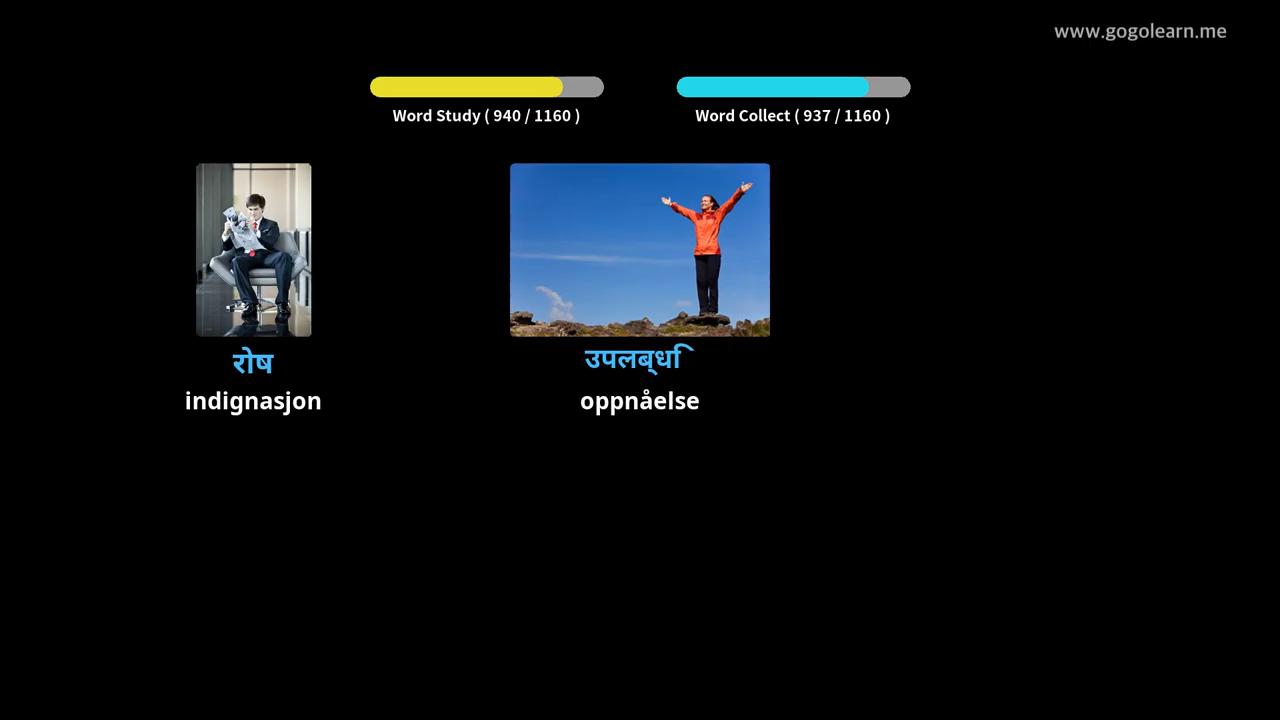 www.gogolearn.me
Word Study ( 940 / 1160 )
Word Collect ( 937 / 1160 )
रोष
उपलब्धि
indignasjon
oppnåelse